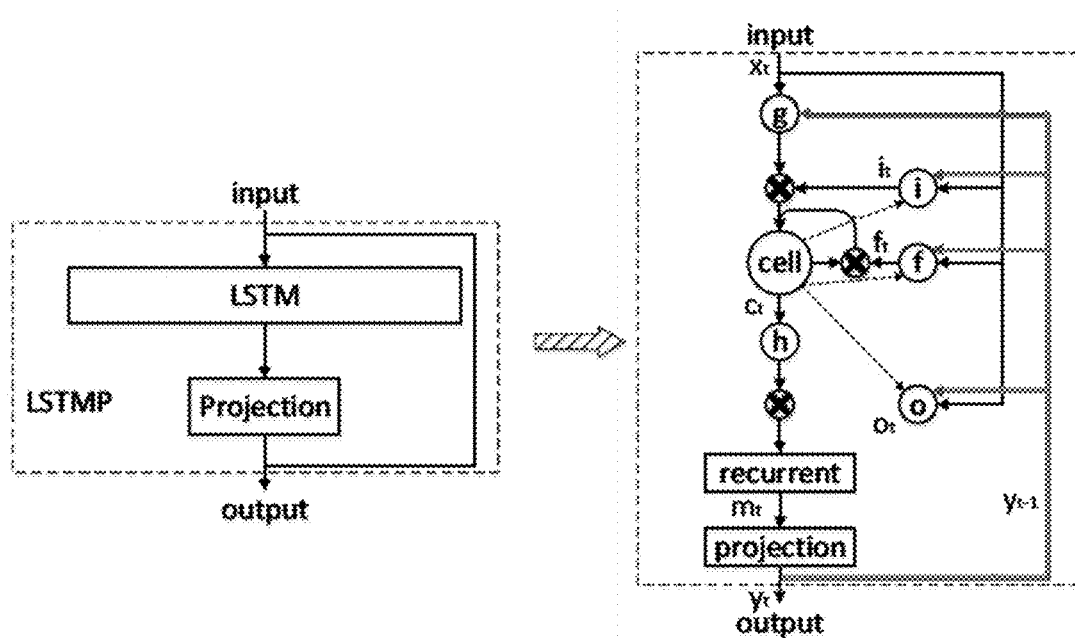 input
LSTM
LSTMP
Projection
output
input
xₜ
g
iₜ
i
cell
fₜ
f
cₜ
h
o
oₜ
recurrent
mₜ
yₜ₋₁
projection
yₜ
output